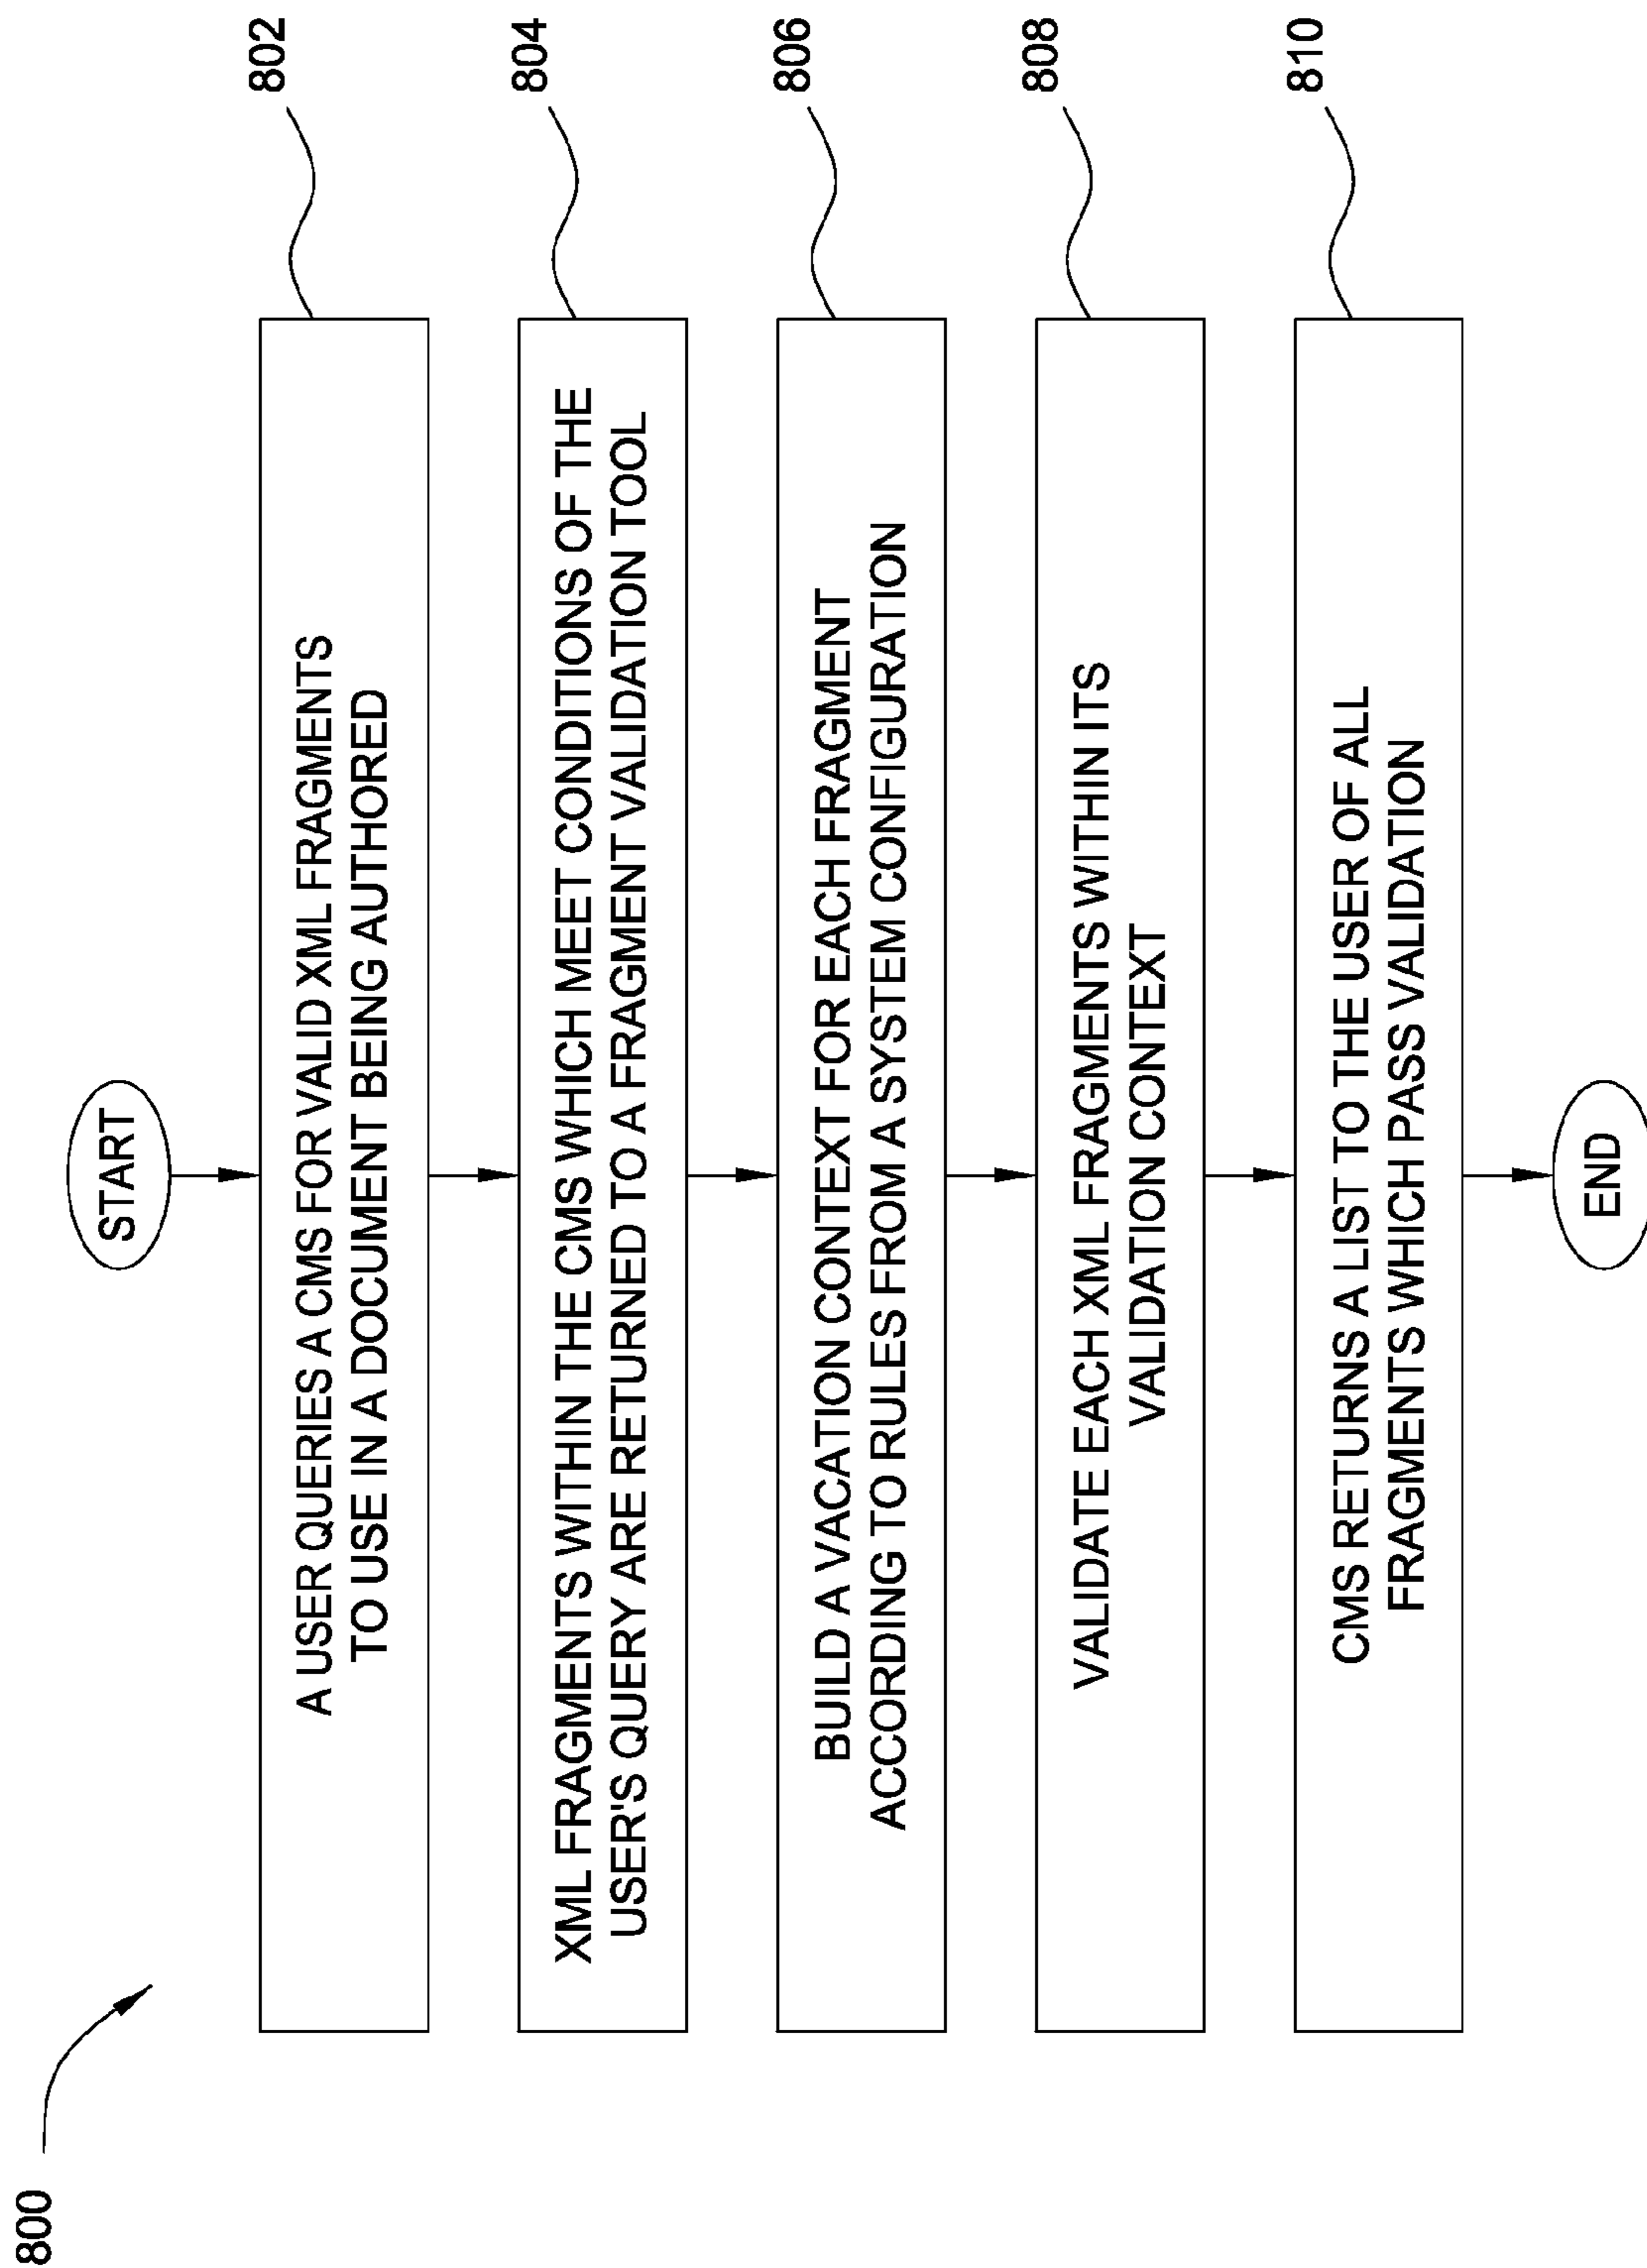 800
START
A USER QUERIES A CMS FOR VALID XML FRAGMENTS
TO USE IN A DOCUMENT BEING AUTHORED
802
XML FRAGMENTS WITHIN THE CMS WHICH MEET CONDITIONS OF THE
USER'S QUERY ARE RETURNED TO A FRAGMENT VALIDATION TOOL
804
BUILD A VACATION CONTEXT FOR EACH FRAGMENT
ACCORDING TO RULES FROM A SYSTEM CONFIGURATION
806
VALIDATE EACH XML FRAGMENTS WITHIN ITS
VALIDATION CONTEXT
808
CMS RETURNS A LIST TO THE USER OF ALL
FRAGMENTS WHICH PASS VALIDATION
810
END